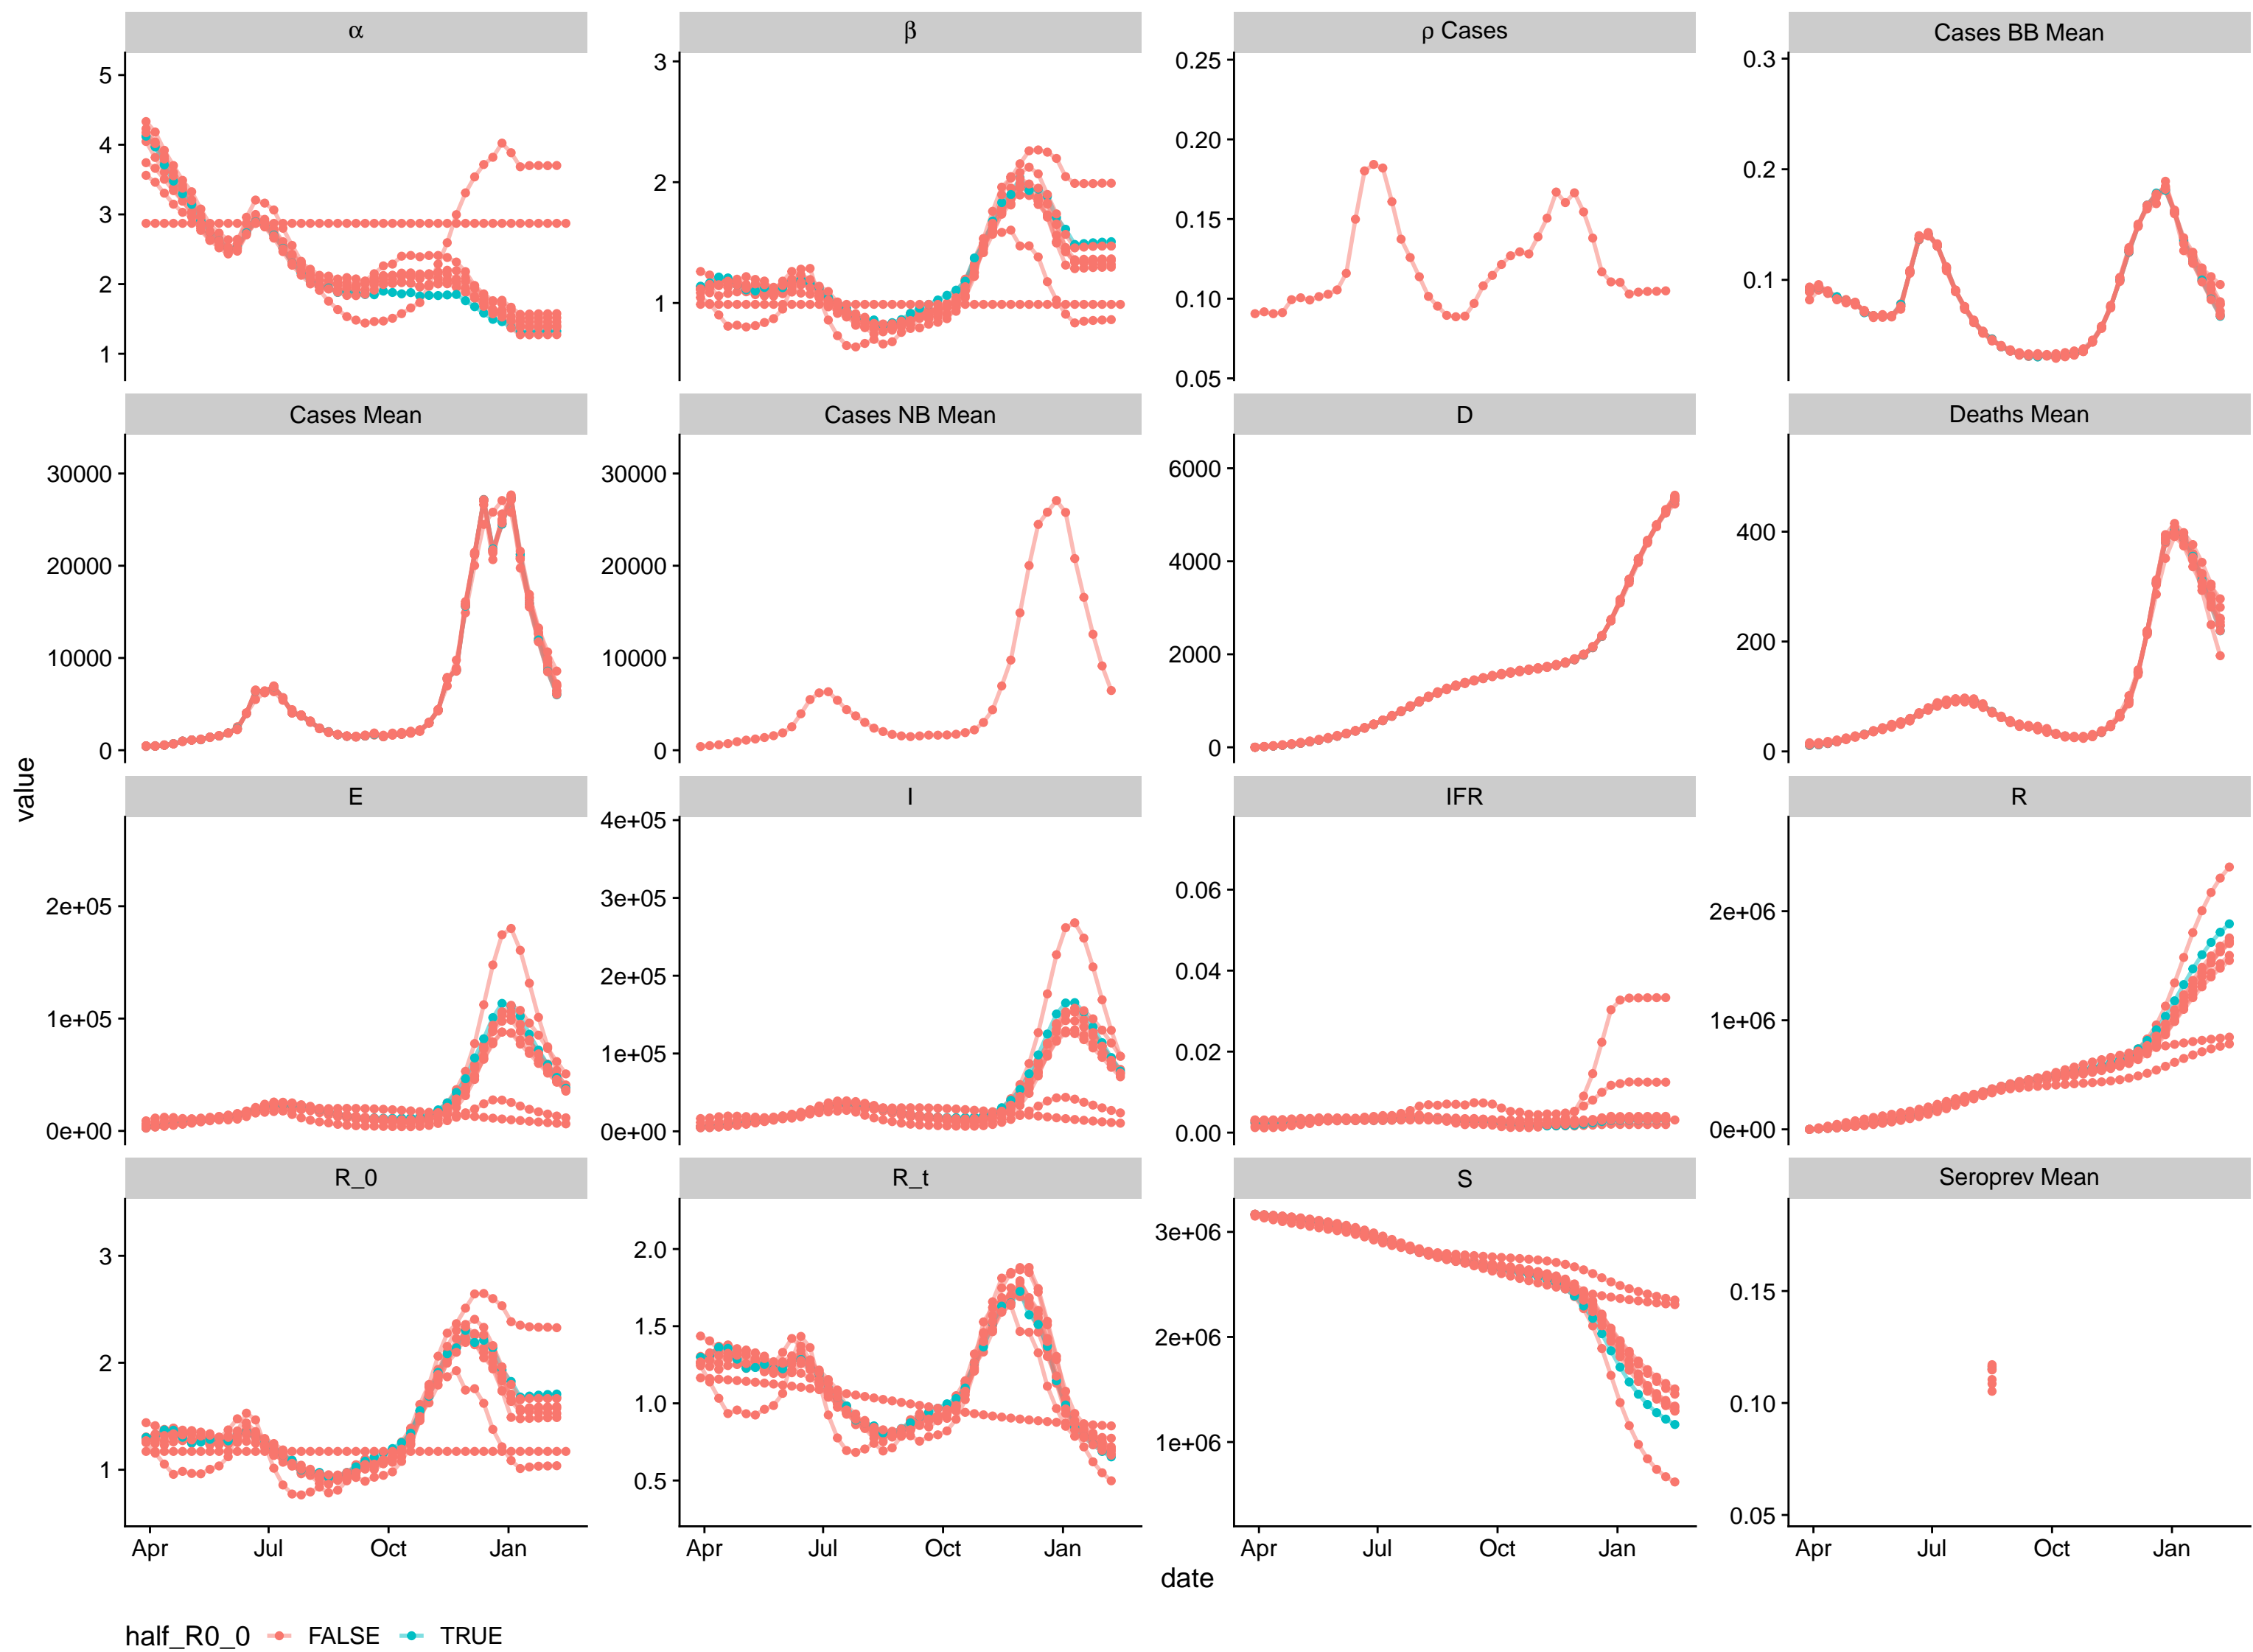 α
β
ρ Cases
Cases BB Mean
5
4
3
2
1
3
2
1
0.25
0.20
0.15
0.10
0.05
0.3
0.2
0.1
Cases Mean
Cases NB Mean
D
Deaths Mean
30000
20000
10000
0
30000
20000
10000
0
6000
4000
2000
0
400
200
0
value
E
I
IFR
R
2e+05
1e+05
0e+00
4e+05
3e+05
2e+05
1e+05
0e+00
0.06
0.04
0.02
0.00
2e+06
1e+06
0e+00
R_0
R_t
S
Seroprev Mean
3
2
1
2.0
1.5
1.0
0.5
3e+06
2e+06
1e+06
0.15
0.10
0.05
Apr Jul Oct Jan
Apr Jul Oct Jan
Apr Jul Oct Jan
Apr Jul Oct Jan
date
half_R0_0 FALSE TRUE